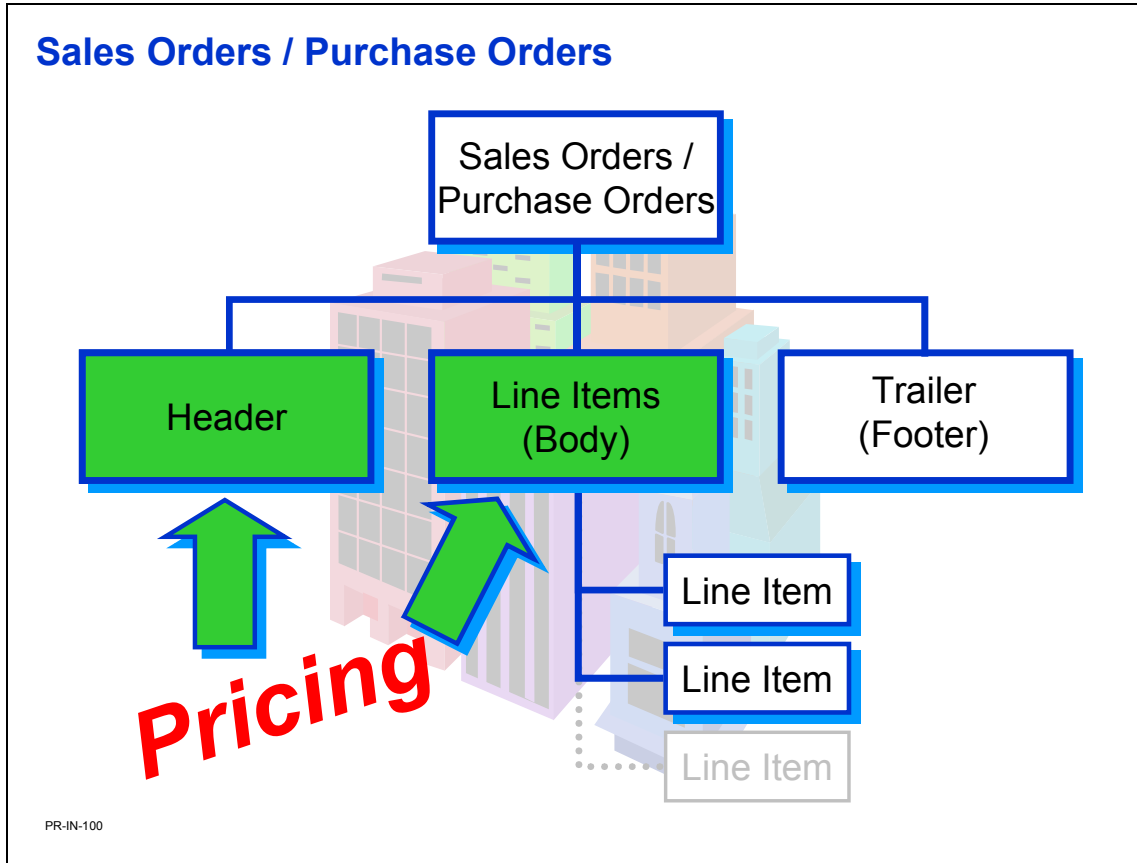 Sales Orders / Purchase Orders
Sales Orders /
Purchase Orders
Header
Line Items
(Body)
Trailer
(Footer)
Line Item
Line Item
Line Item
Pricing
PR-IN-100